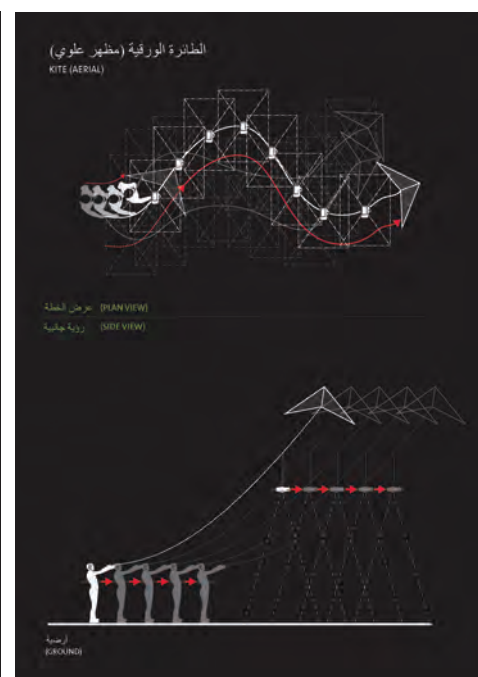 الطائرة الورقية (مظهر علوي)
KITE (AERIAL)
عرض الخطة (PLAN VIEW)
رؤية جانبية (SIDE VIEW)
أرضية
(GROUND)